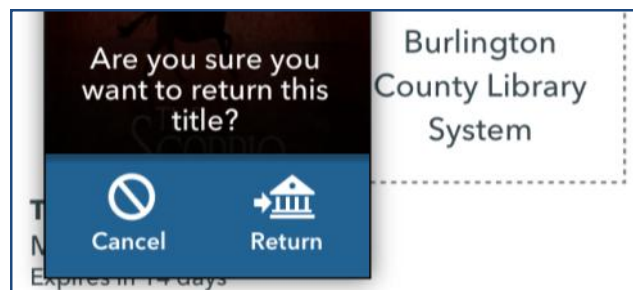 Are you sure you
want to return this
title?
Cancel
Return
Burlington
County Library
System
Expires in 14 days